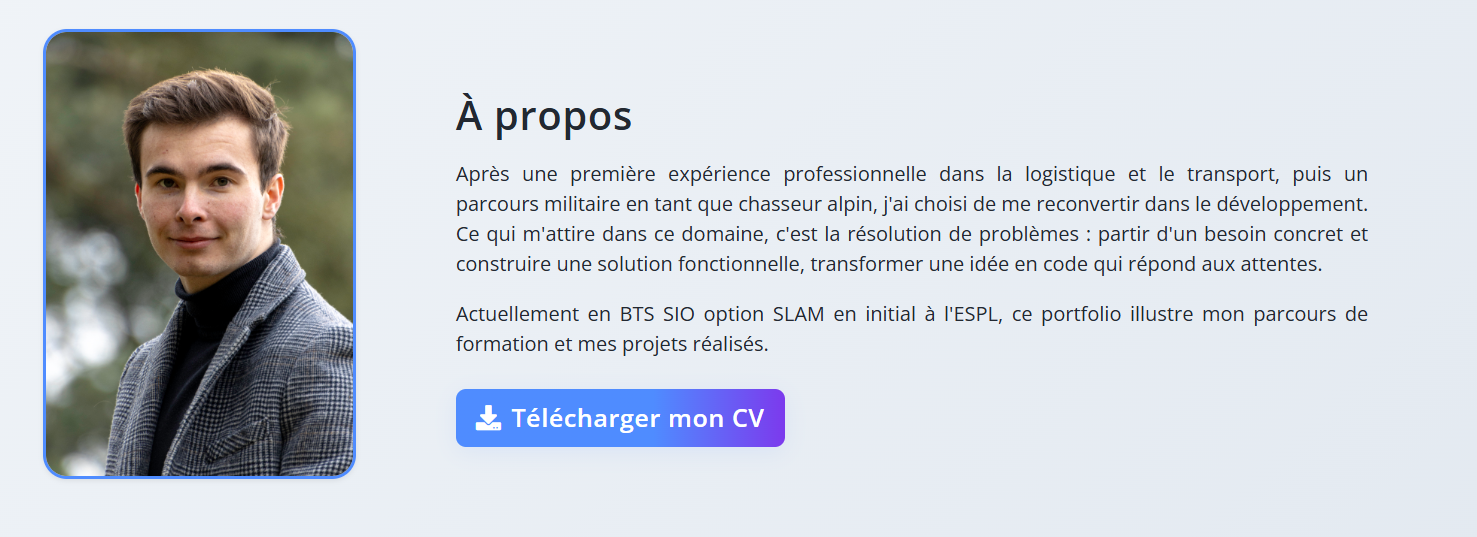 À propos
Après une première expérience professionnelle dans la logistique et le transport, puis un
parcours militaire en tant que chasseur alpin, j'ai choisi de me reconvertir dans le développement.
Ce qui m'attire dans ce domaine, c'est la résolution de problèmes : partir d'un besoin concret et
construire une solution fonctionnelle, transformer une idée en code qui répond aux attentes.
Actuellement en BTS SIO option SLAM en initial à l'ESPL, ce portfolio illustre mon parcours de
formation et mes projets réalisés.
Télécharger mon CV